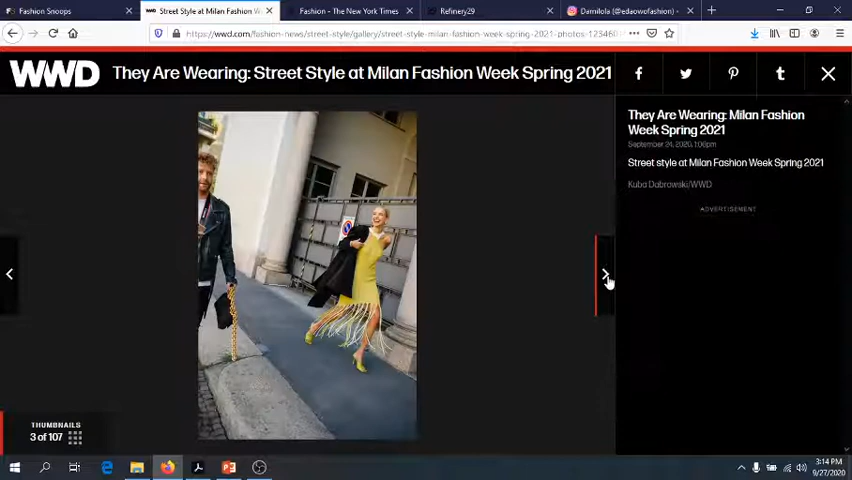 Fashion Snoops
Street Style at Milan Fashion W
Fashion - The New York Times
Refinery29
Damilola (@edaowofashion) •
https://wwd.com/fashion-news/street-style/gallery/street-style-milan-fashion-week-spring-2021-photos-123460
WWD
They Are Wearing: Street Style at Milan Fashion Week Spring 2021
They Are Wearing: Milan Fashion
Week Spring 2021
September 24, 2020, 1:06pm
Street style at Milan Fashion Week Spring 2021
Kuba Dabrowski/WWD
ADVERTISEMENT
THUMBNAILS
3 of 107
3:14 PM
9/27/2020